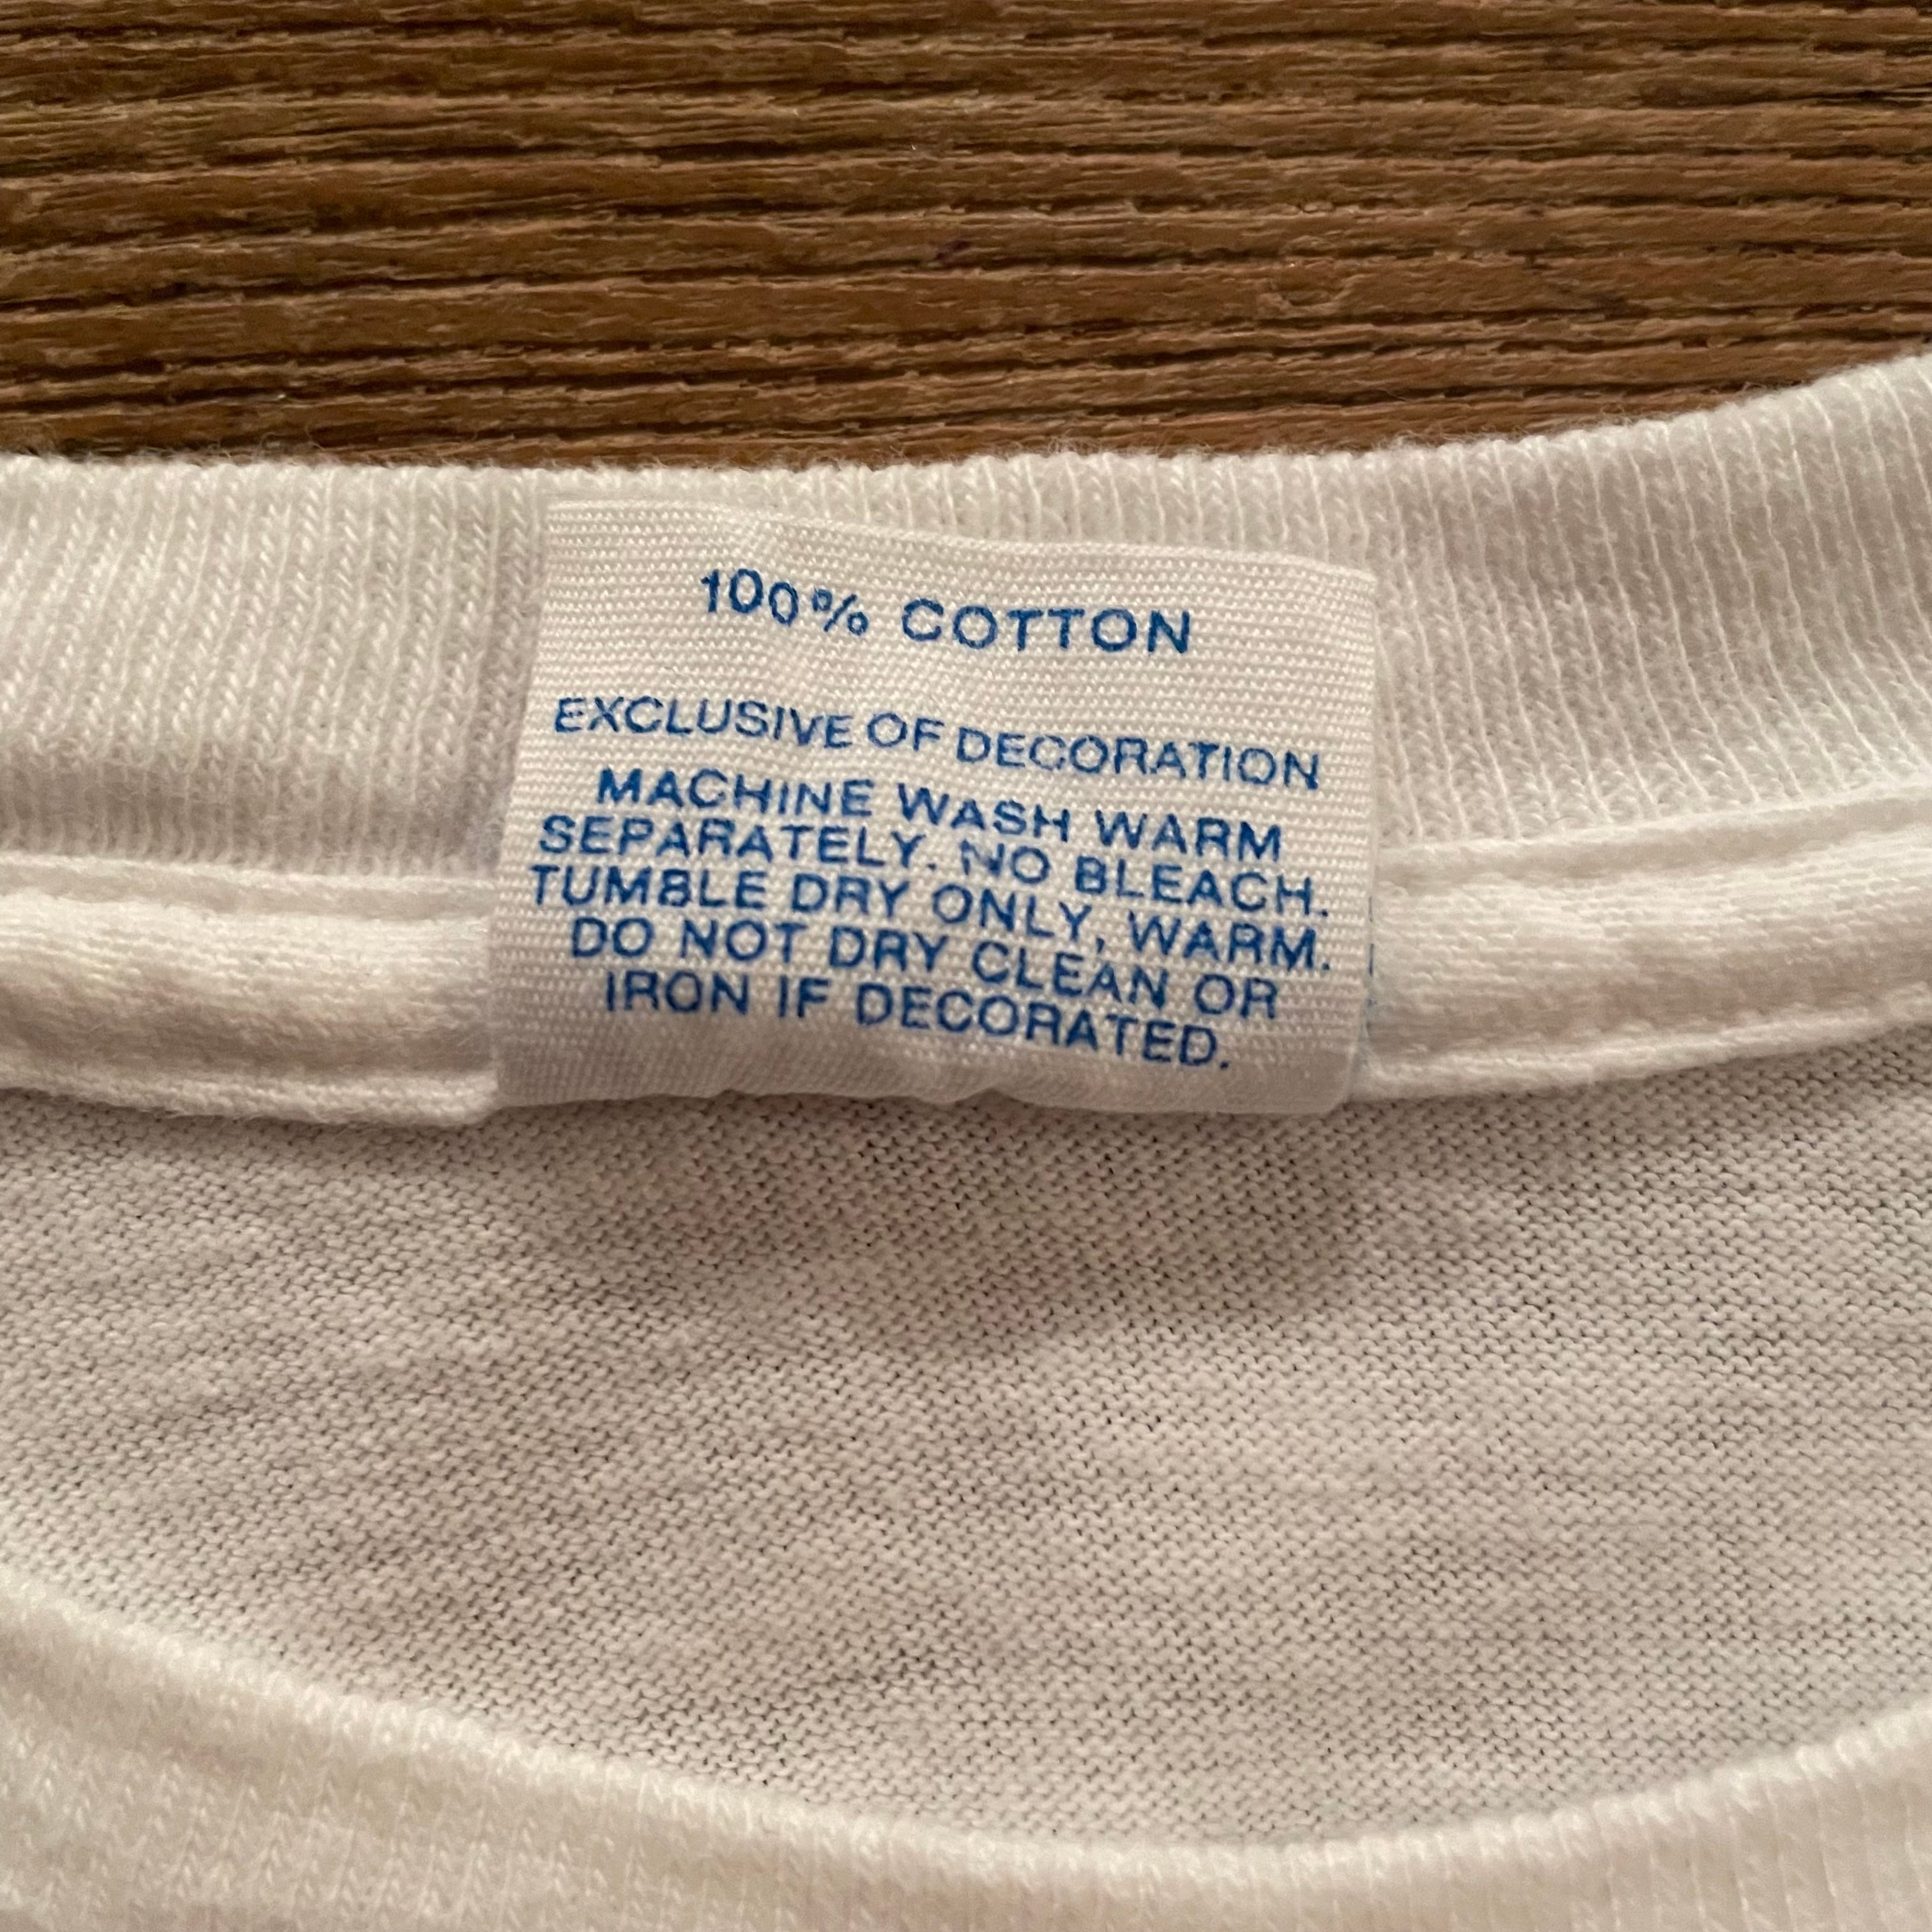 100% COTTON
EXCLUSIVE OF DECORATION
MACHINE WASH WARM
SEPARATELY. NO BLEACH.
TUMBLE DRY ONLY, WARM.
DO NOT DRY CLEAN OR
IRON IF DECORATED.